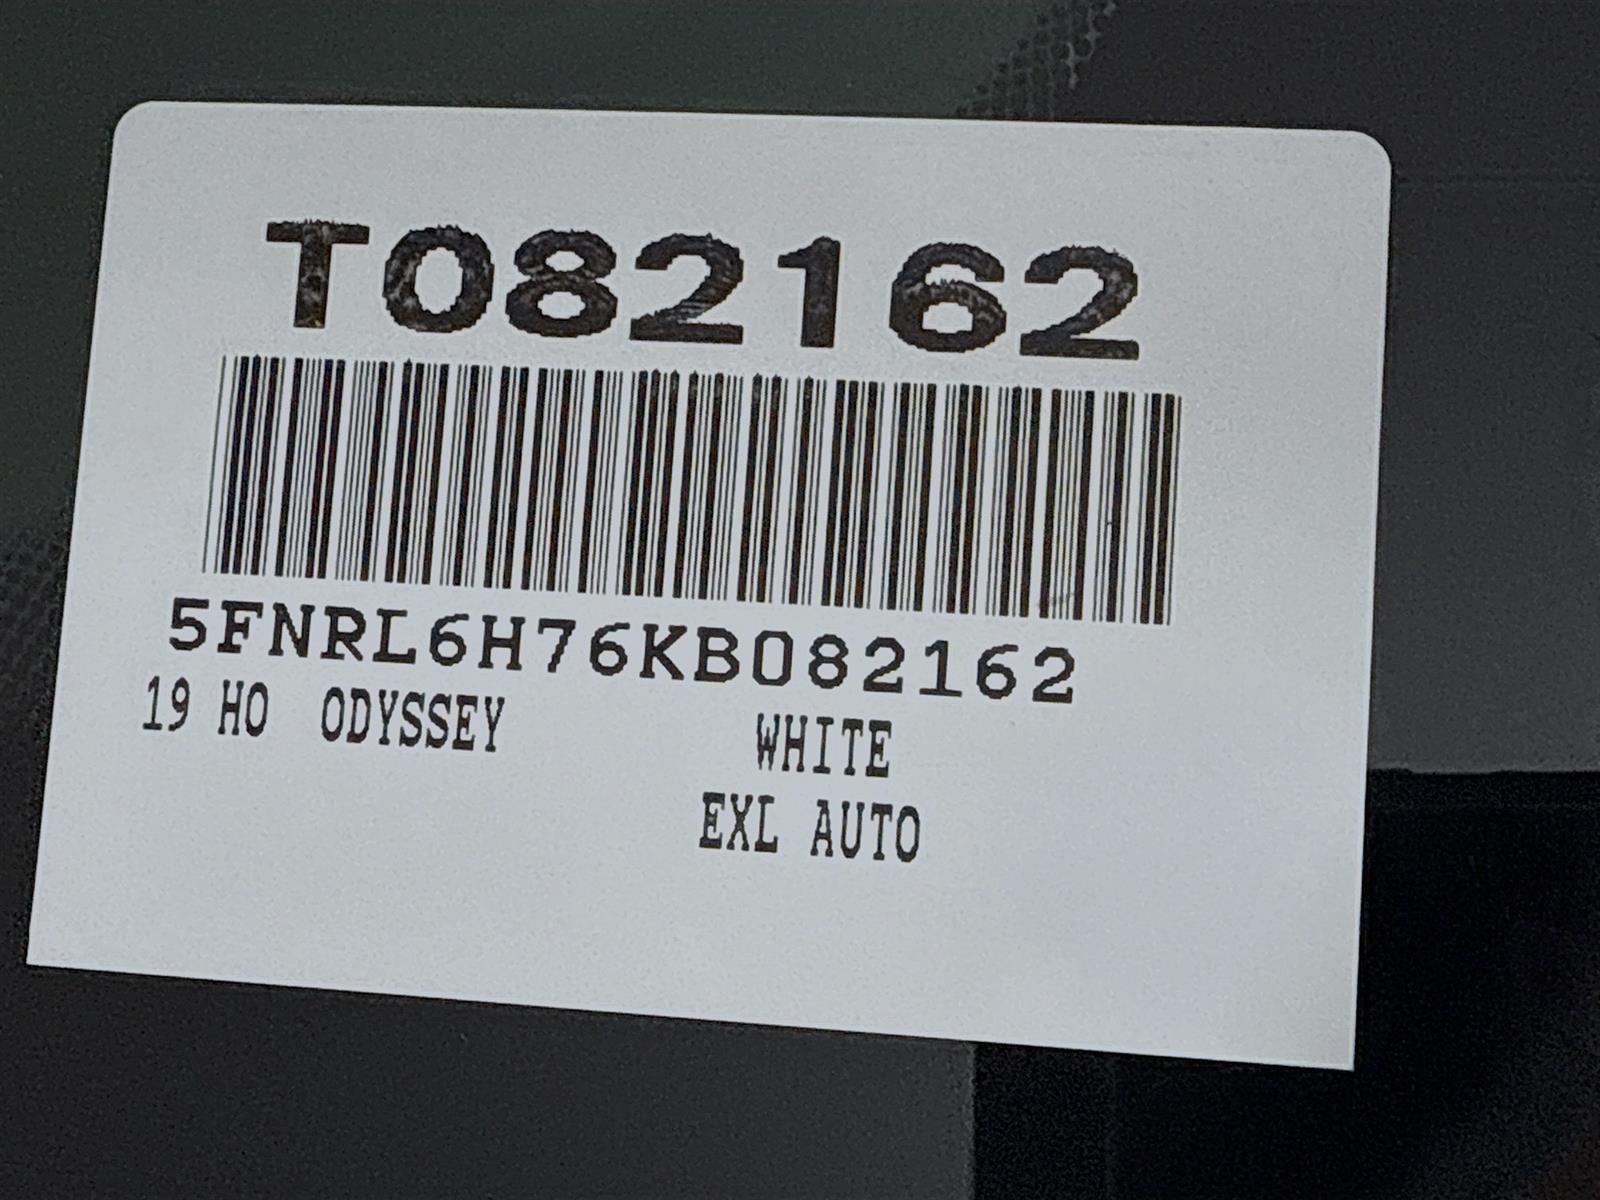 T082162
5FNRL6H76KB082162
19 HO ODYSSEY WHITE
EXL AUTO